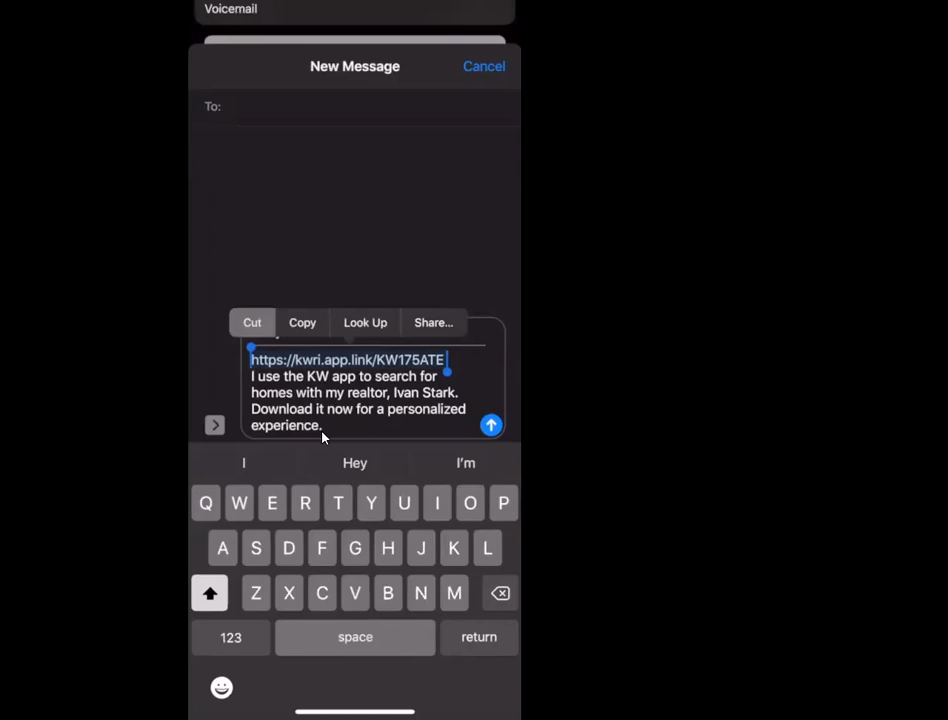 Voicemail
New Message
Cancel
To:
Cut
Copy
Look Up
Share...
https://kwri.app.link/KW175ATE
I use the KW app to search for
homes with my realtor, Ivan Stark.
Download it now for a personalized
experience.
I
Hey
I'm
Q W E R T Y U I O P
A S D F G H J K L
Z X C V B N M
123
space
return